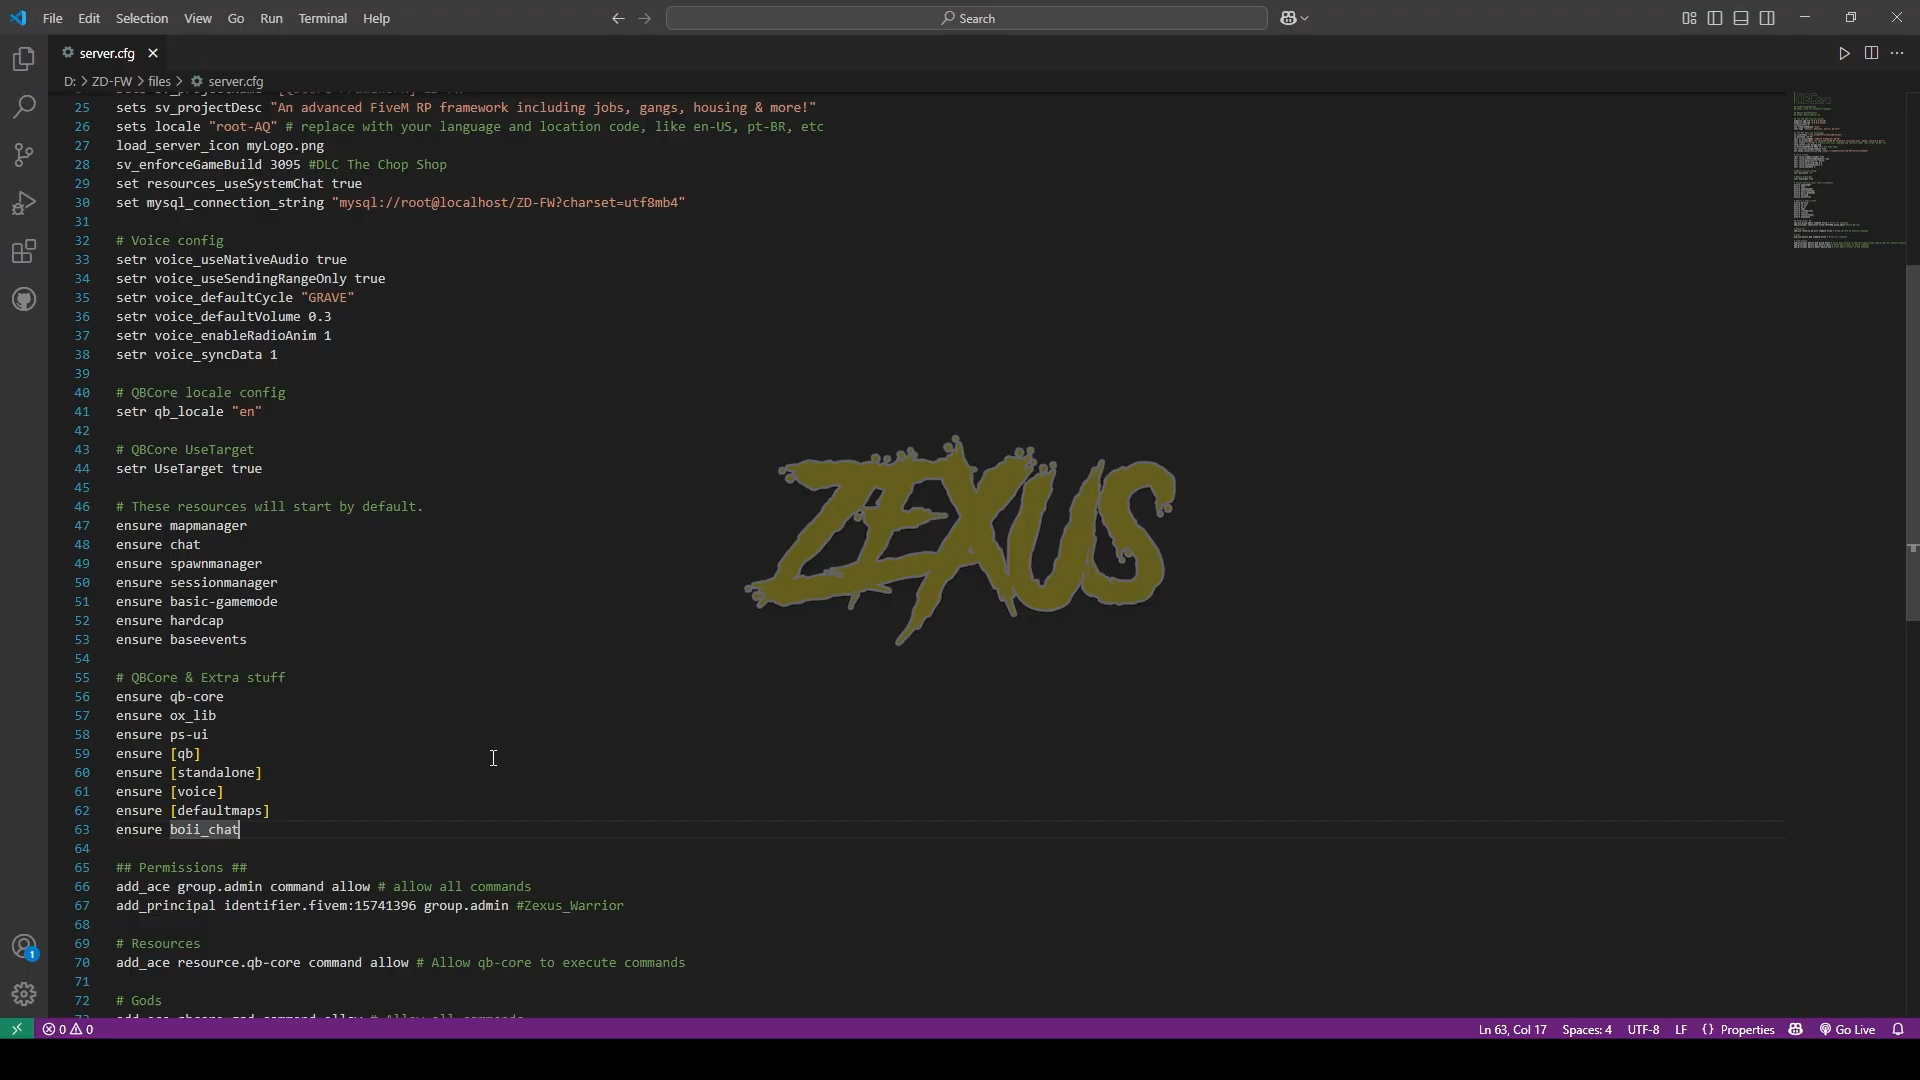 File Edit Selection View Go Run Terminal Help
Search
server.cfg
D: > ZD-FW > files > server.cfg
25 sets sv_projectDesc "An advanced FiveM RP framework including jobs, gangs, housing & more!"
26 sets locale "root-AQ" # replace with your language and location code, like en-US, pt-BR, etc
27 load_server_icon myLogo.png
28 sv_enforceGameBuild 3095 #DLC The Chop Shop
29 set resources_useSystemChat true
30 set mysql_connection_string "mysql://root@localhost/ZD-FW?charset=utf8mb4"
31
32 # Voice config
33 setr voice_useNativeAudio true
34 setr voice_useSendingRangeOnly true
35 setr voice_defaultCycle "GRAVE"
36 setr voice_defaultVolume 0.3
37 setr voice_enableRadioAnim 1
38 setr voice_syncData 1
39
40 # QBCore locale config
41 setr qb_locale "en"
42
43 # QBCore UseTarget
44 setr UseTarget true
45
46 # These resources will start by default.
47 ensure mapmanager
48 ensure chat
49 ensure spawnmanager
50 ensure sessionmanager
51 ensure basic-gamemode
52 ensure hardcap
53 ensure baseevents
54
55 # QBCore & Extra stuff
56 ensure qb-core
57 ensure ox_lib
58 ensure ps-ui
59 ensure [qb]
60 ensure [standalone]
61 ensure [voice]
62 ensure [defaultmaps]
63 ensure boii_chat
64
65 ## Permissions ##
66 add_ace group.admin command allow # allow all commands
67 add_principal identifier.fivem:15741396 group.admin #Zexus_Warrior
68
69 # Resources
70 add_ace resource.qb-core command allow # Allow qb-core to execute commands
71
72 # Gods
ZEXUS
1
0 0
Ln 63, Col 17 Spaces: 4 UTF-8 LF {} Properties Go Live